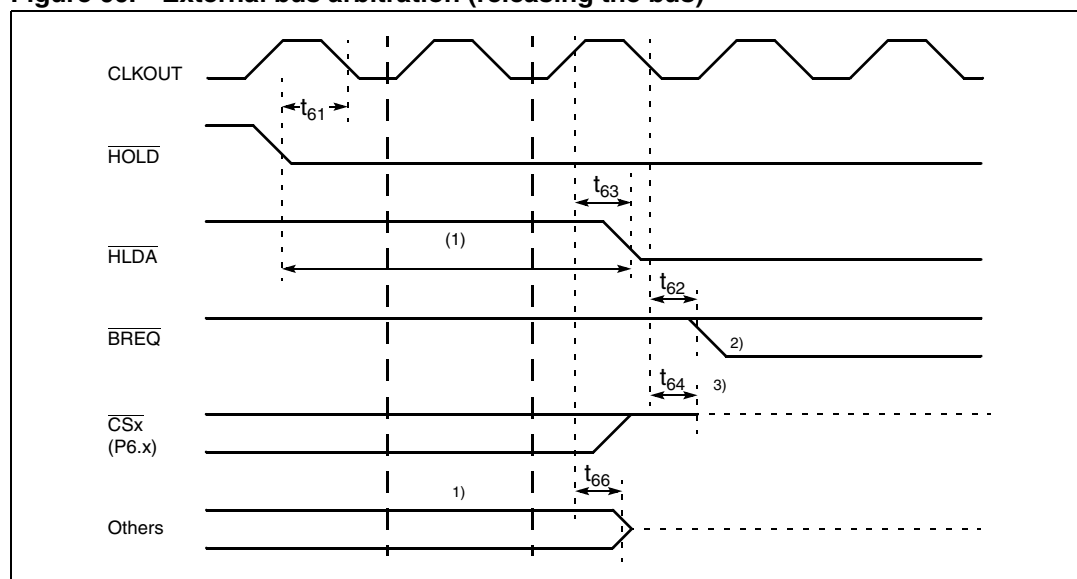 Figure 60. External bus arbitration (releasing the bus)
CLKOUT
t61
HOLD
t63
HLDA
(1)
t62
BREQ
2)
t64
3)
CSx
(P6.x)
t66
1)
Others